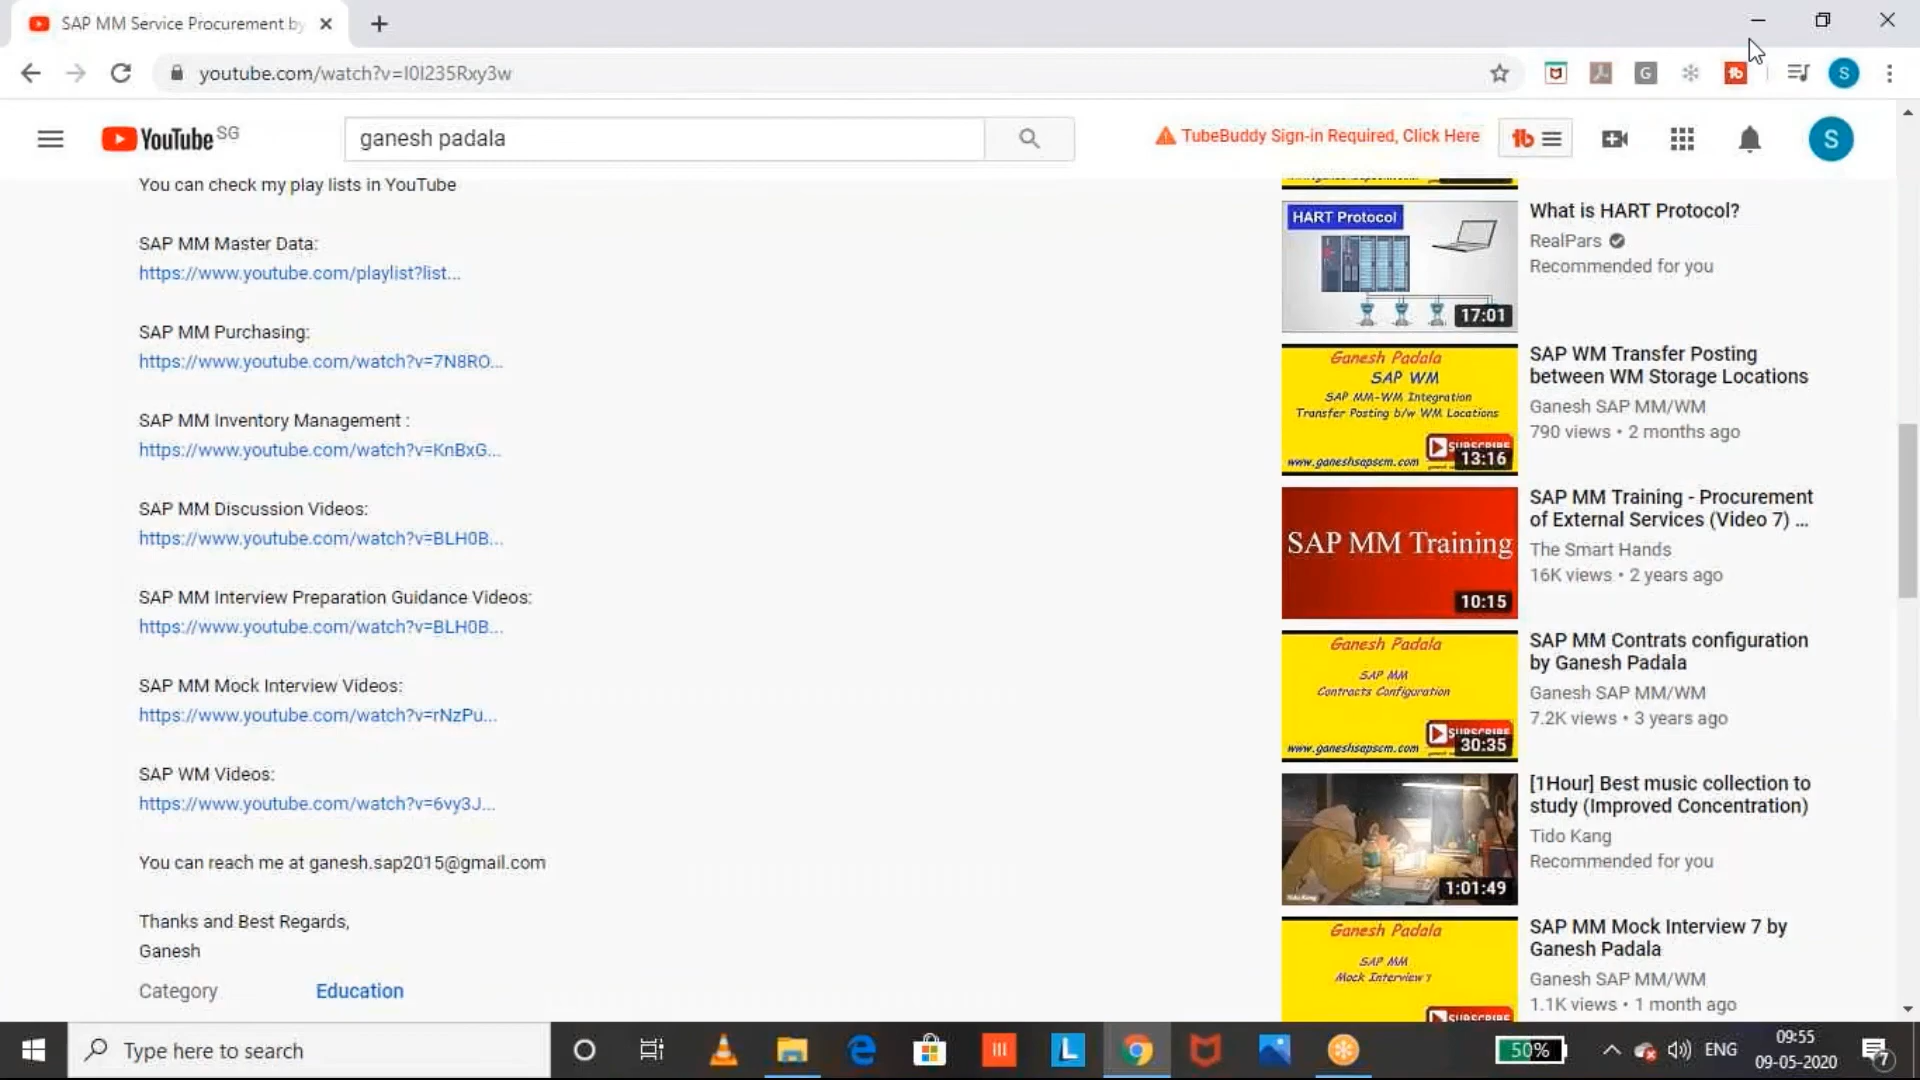 SAP MM Service Procurement by
youtube.com/watch?v=I0I235Rxy3w
YouTube SG
ganesh padala
TubeBuddy Sign-in Required, Click Here
S
S
You can check my play lists in YouTube
SAP MM Master Data:
https://www.youtube.com/playlist?list...
SAP MM Purchasing:
https://www.youtube.com/watch?v=7N8RO...
SAP MM Inventory Management :
https://www.youtube.com/watch?v=KnBxG...
SAP MM Discussion Videos:
https://www.youtube.com/watch?v=BLH0B...
SAP MM Interview Preparation Guidance Videos:
https://www.youtube.com/watch?v=BLH0B...
SAP MM Mock Interview Videos:
https://www.youtube.com/watch?v=rNzPu...
SAP WM Videos:
https://www.youtube.com/watch?v=6vy3J...
You can reach me at ganesh.sap2015@gmail.com
Thanks and Best Regards,
Ganesh
Category Education
HART Protocol
17:01
What is HART Protocol?
RealPars
Recommended for you
Ganesh Padala
SAP WM
SAP MM-WM Integration
Transfer Posting b/w WM Locations
SUBSCRIBE
www.ganeshsapscm.com
13:16
SAP WM Transfer Posting
between WM Storage Locations
Ganesh SAP MM/WM
790 views • 2 months ago
SAP MM Training
10:15
SAP MM Training - Procurement
of External Services (Video 7) ...
The Smart Hands
16K views • 2 years ago
Ganesh Padala
SAP MM
Contracts Configuration
SUBSCRIBE
www.ganeshsapscm.com
30:35
SAP MM Contrats configuration
by Ganesh Padala
Ganesh SAP MM/WM
7.2K views • 3 years ago
Tido Kang
1:01:49
[1Hour] Best music collection to
study (Improved Concentration)
Tido Kang
Recommended for you
Ganesh Padala
SAP MM
Mock Interview 7
SUBSCRIBE
SAP MM Mock Interview 7 by
Ganesh Padala
Ganesh SAP MM/WM
1.1K views • 1 month ago
Type here to search
50%
ENG
09:55
09-05-2020
7